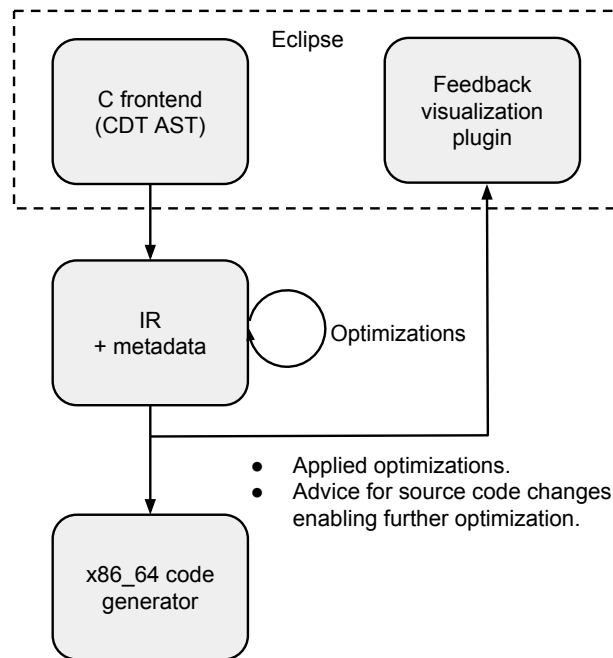 Eclipse
C frontend
(CDT AST)
Feedback
visualization
plugin
IR
+ metadata
Optimizations
● Applied optimizations.
● Advice for source code changes
enabling further optimization.
x86_64 code
generator